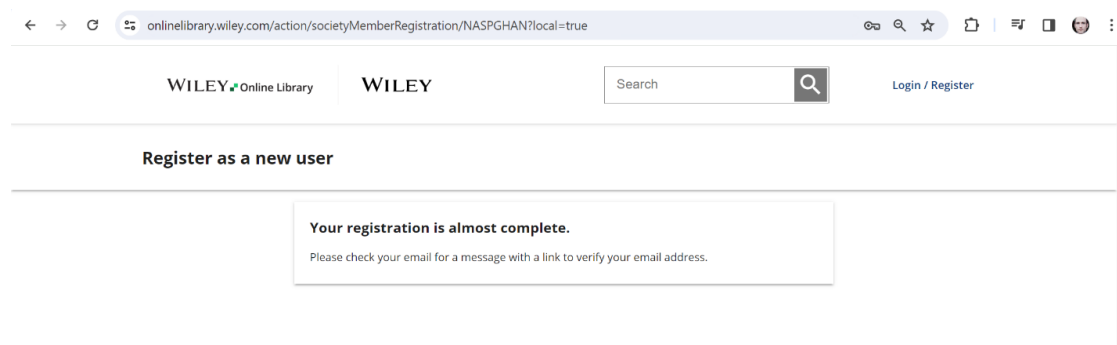 onlinelibrary.wiley.com/action/societyMemberRegistration/NASPGHAN?local=true
WILEY Online Library
WILEY
Search
Login / Register
Register as a new user
Your registration is almost complete.
Please check your email for a message with a link to verify your email address.